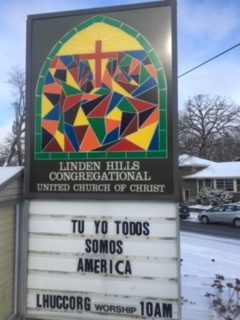 LINDEN HILLS
CONGREGATIONAL
UNITED CHURCH OF CHRIST
TU YO TODOS
SOMOS
AMERICA
LHUCCORG WORSHIP 10AM